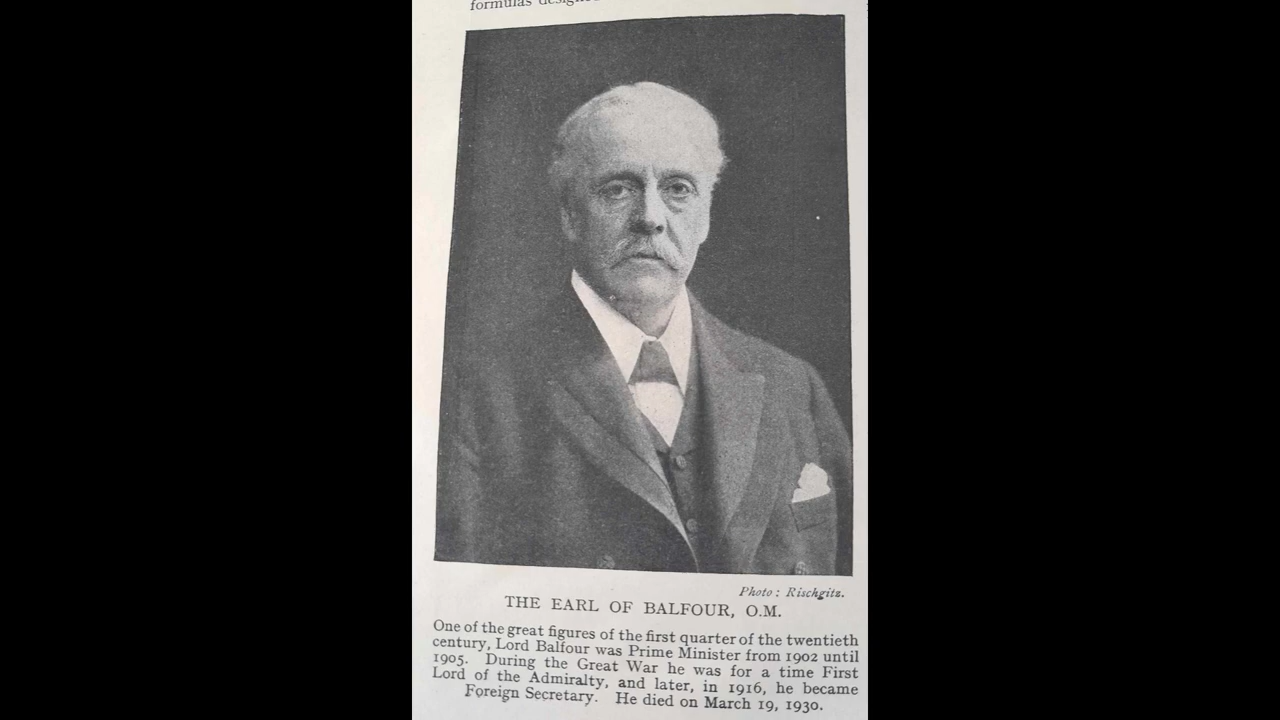 formulas designed
Photo: Rischgitz.
THE EARL OF BALFOUR, O.M.
One of the great figures of the first quarter of the twentieth
century, Lord Balfour was Prime Minister from 1902 until
1905. During the Great War he was for a time First
Lord of the Admiralty, and later, in 1916, he became
Foreign Secretary. He died on March 19, 1930.